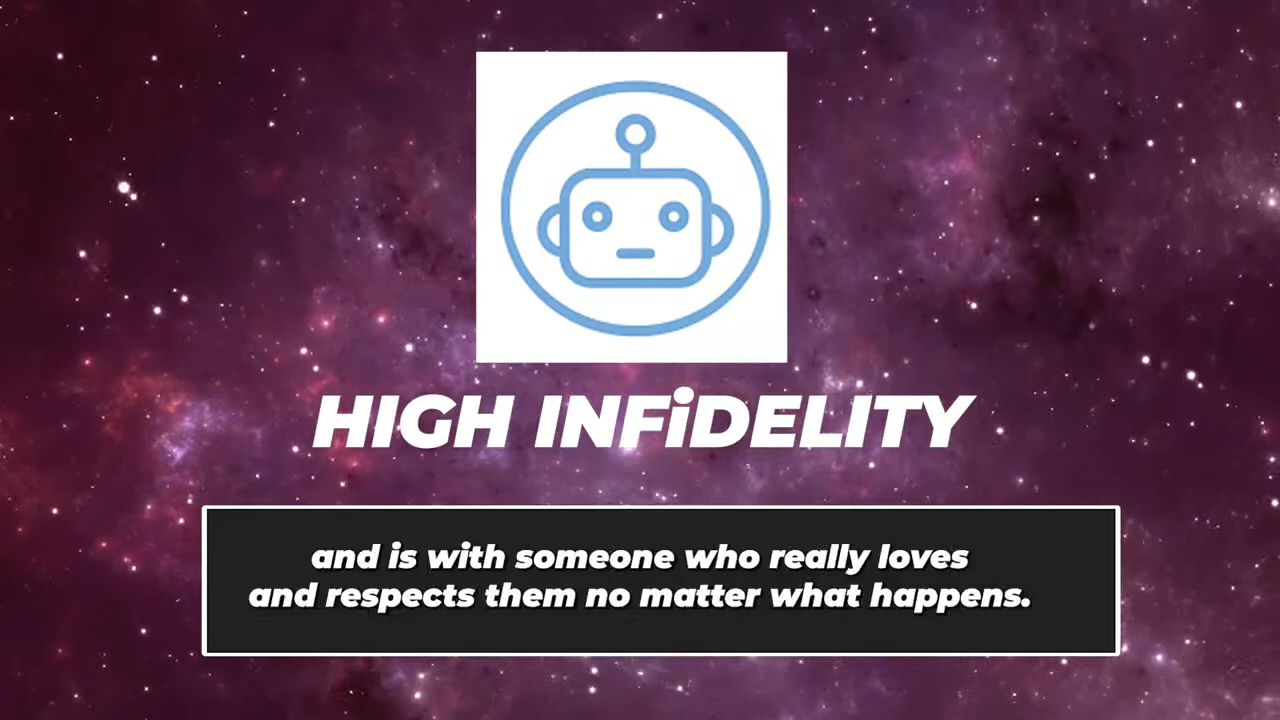 HIGH INFiDELITY
and is with someone who really loves
and respects them no matter what happens.